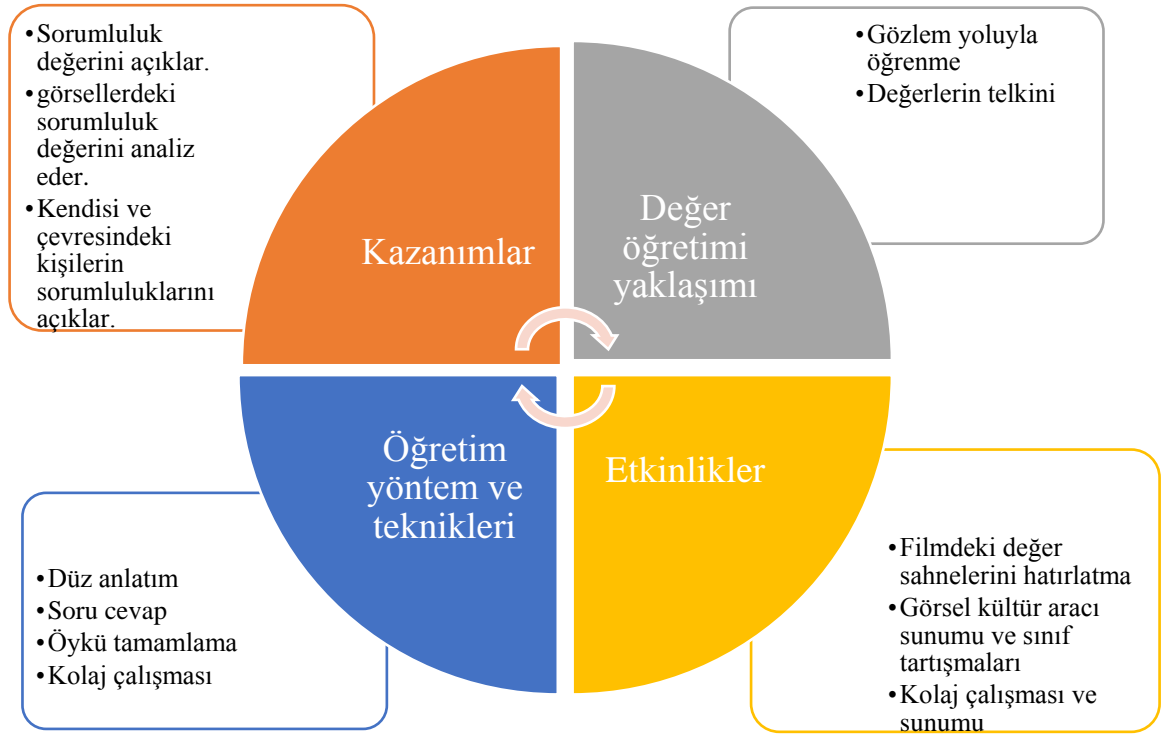 •Sorumluluk
değerini açıklar.
•görsellerdeki
sorumluluk
değerini analiz
eder.
•Kendisi ve
çevresindeki
kişilerin
sorumluluklarını
açıklar.
Kazanımlar
•Gözlem yoluyla
öğrenme
•Değerlerin telkini
Değer
öğretimi
yaklaşımı
Öğretim
yöntem ve
teknikleri
•Düz anlatım
•Soru cevap
•Öykü tamamlama
•Kolaj çalışması
Etkinlikler
•Filmdeki değer
sahnelerini hatırlatma
•Görsel kültür aracı
sunumu ve sınıf
tartışmaları
•Kolaj çalışması ve
sunumu